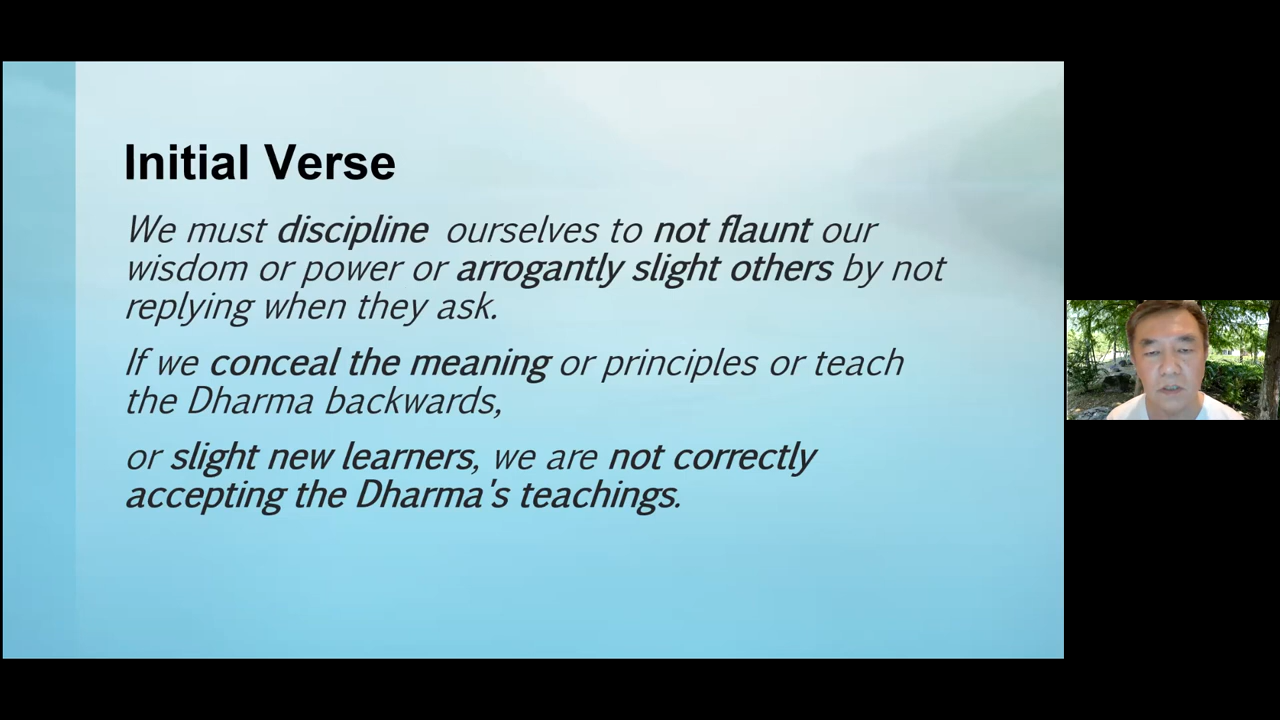 Initial Verse
We must discipline ourselves to not flaunt our
wisdom or power or arrogantly slight others by not
replying when they ask.
If we conceal the meaning or principles or teach
the Dharma backwards,
or slight new learners, we are not correctly
accepting the Dharma's teachings.